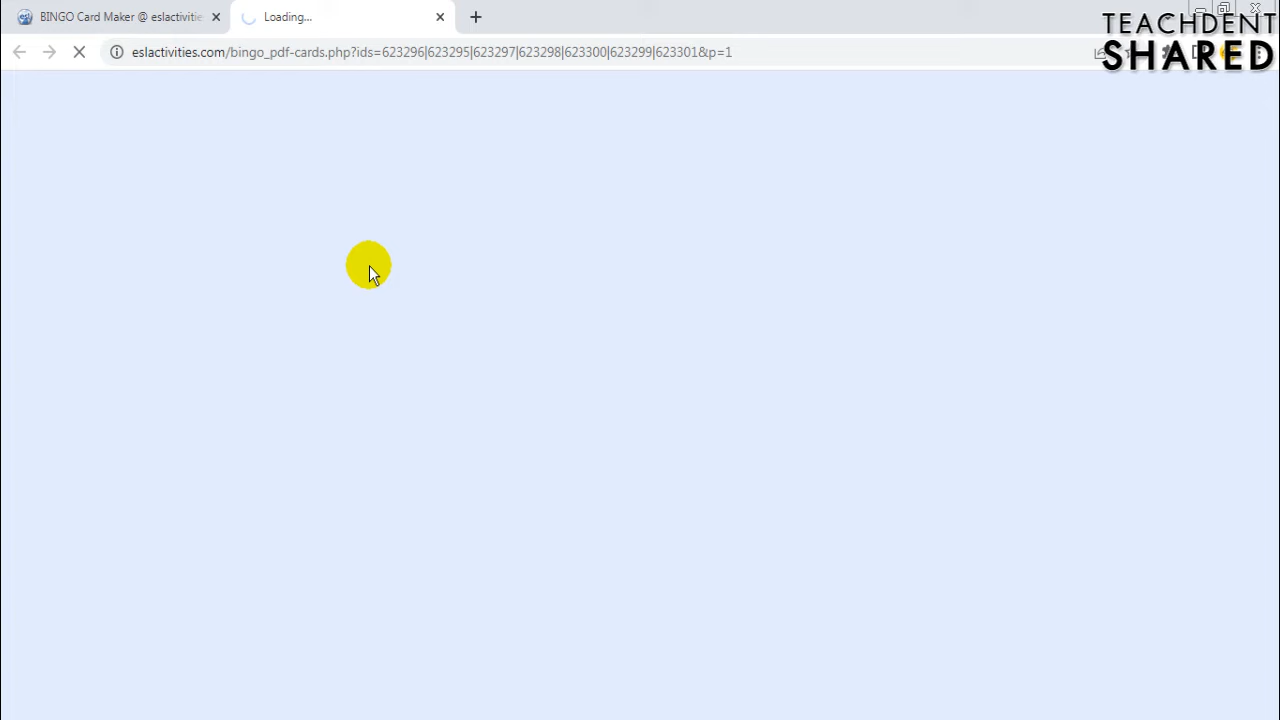 BINGO Card Maker @ eslactivitie
Loading...
TEACHDENT
SHARED
eslactivities.com/bingo_pdf-cards.php?ids=623296|623295|623297|623298|623300|623299|623301&p=1